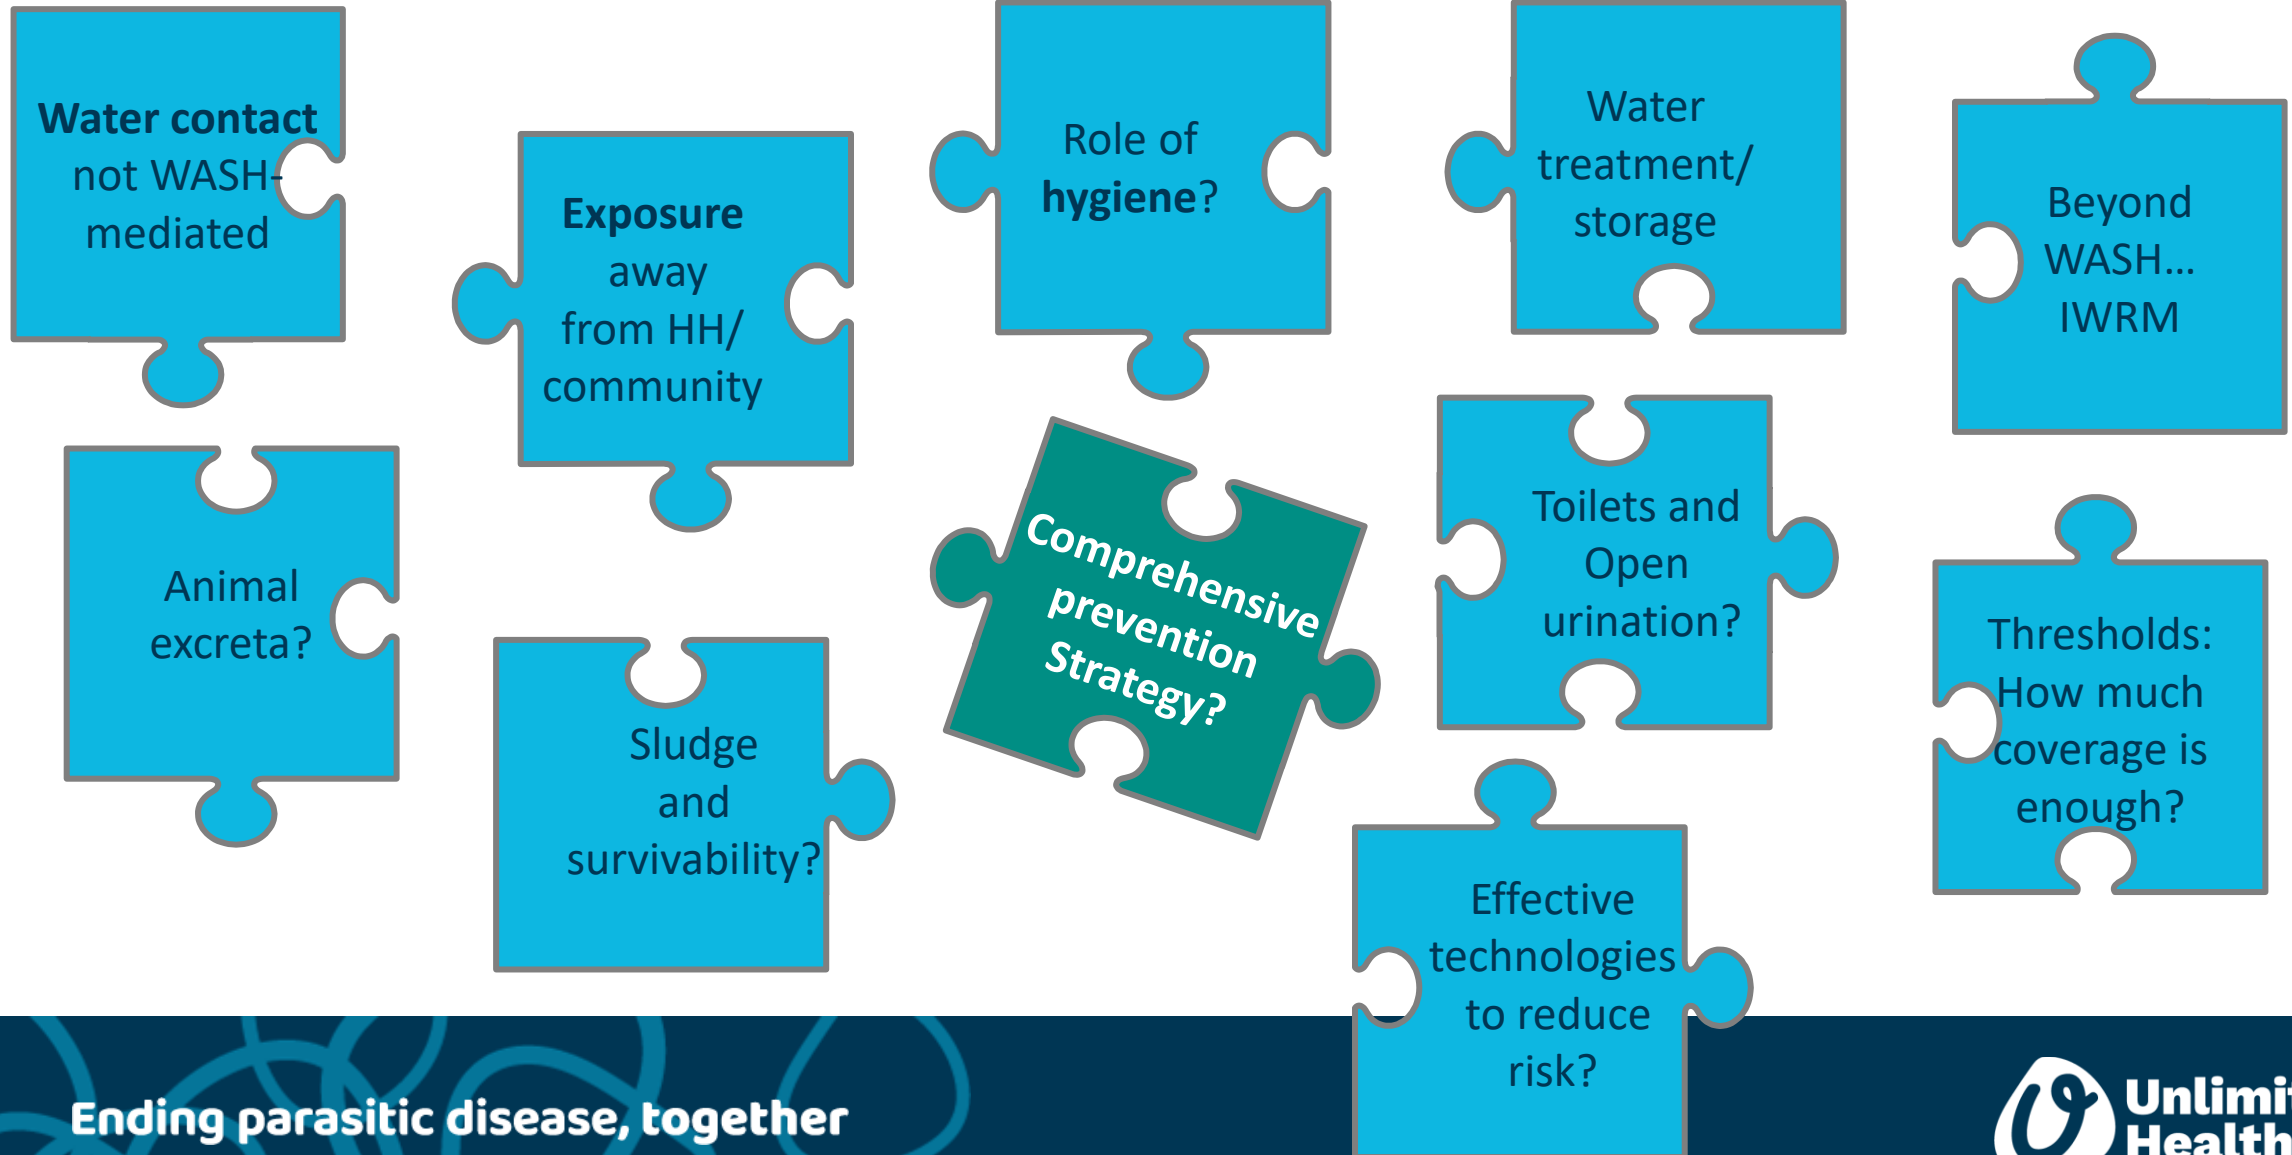 Water contact
not WASH-
mediated
Exposure
away
from HH/
community
Role of
hygiene?
Water
treatment/
storage
Beyond
WASH...
IWRM
Animal
excreta?
Sludge
and
survivability?
Comprehensive
prevention
Strategy?
Toilets and
Open
urination?
Thresholds:
How much
coverage is
enough?
Effective
technologies
to reduce
risk?
Ending parasitic disease, together
Unlimit
Health